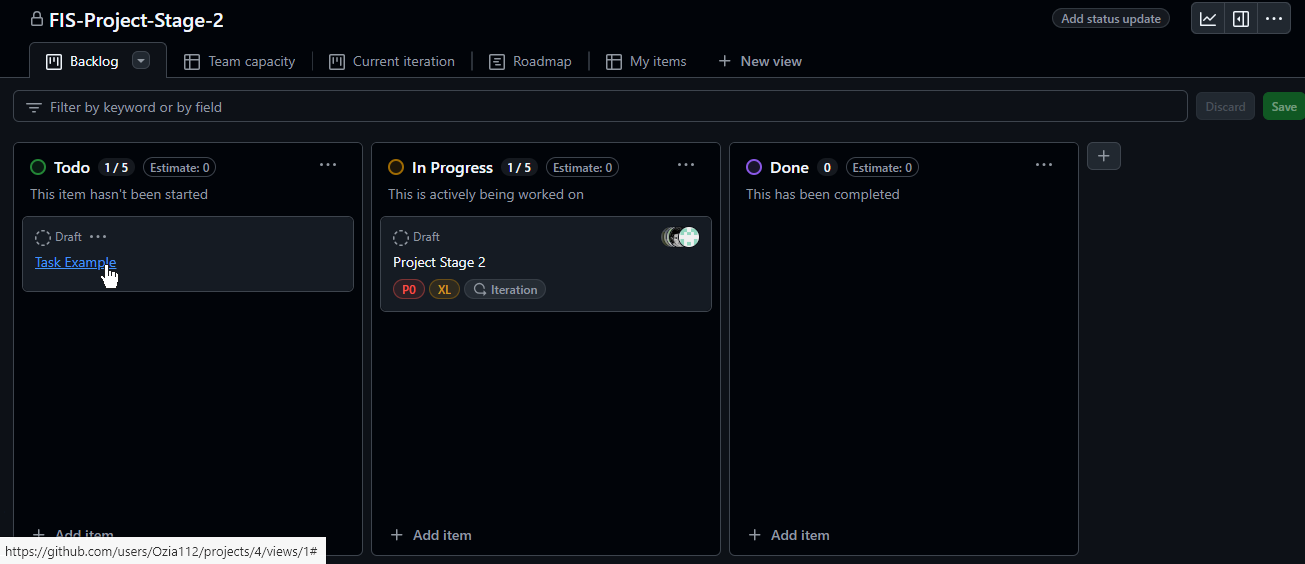 FIS-Project-Stage-2
Add status update
Backlog
Team capacity
Current iteration
Roadmap
My items
New view
Filter by keyword or by field
Discard
Save
Todo 1 / 5 Estimate: 0
This item hasn't been started
Draft
Task Example
Add item
In Progress 1 / 5 Estimate: 0
This is actively being worked on
Draft
Project Stage 2
P0 XL Iteration
Add item
Done 0 Estimate: 0
This has been completed
Add item
https://github.com/users/Ozia112/projects/4/views/1#